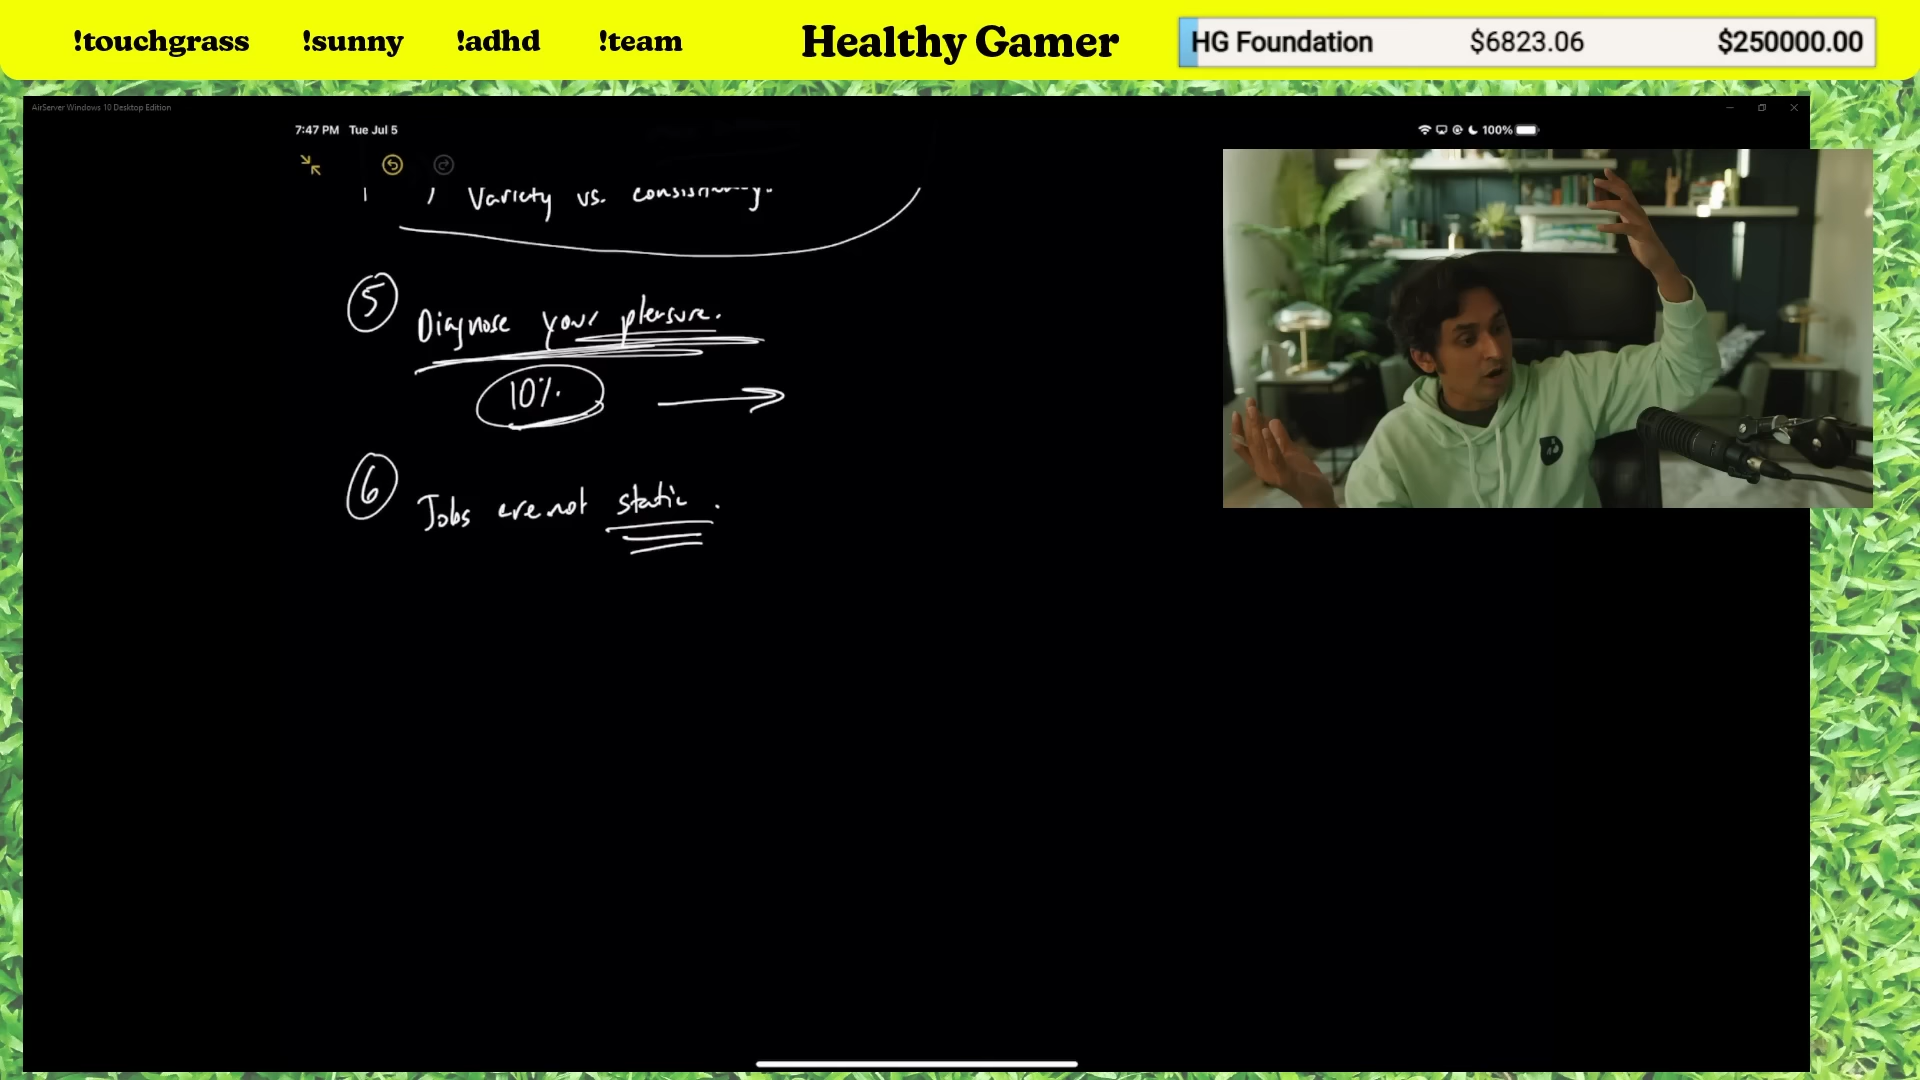 !touchgrass !sunny !adhd !team Healthy Gamer HG Foundation $6823.06 $250000.00
AirServer Windows 10 Desktop Edition
7:47 PM Tue Jul 5 100%
Variety vs. consistency.
5 Diagnose your pleasure.
10%
6 Jobs are not static.